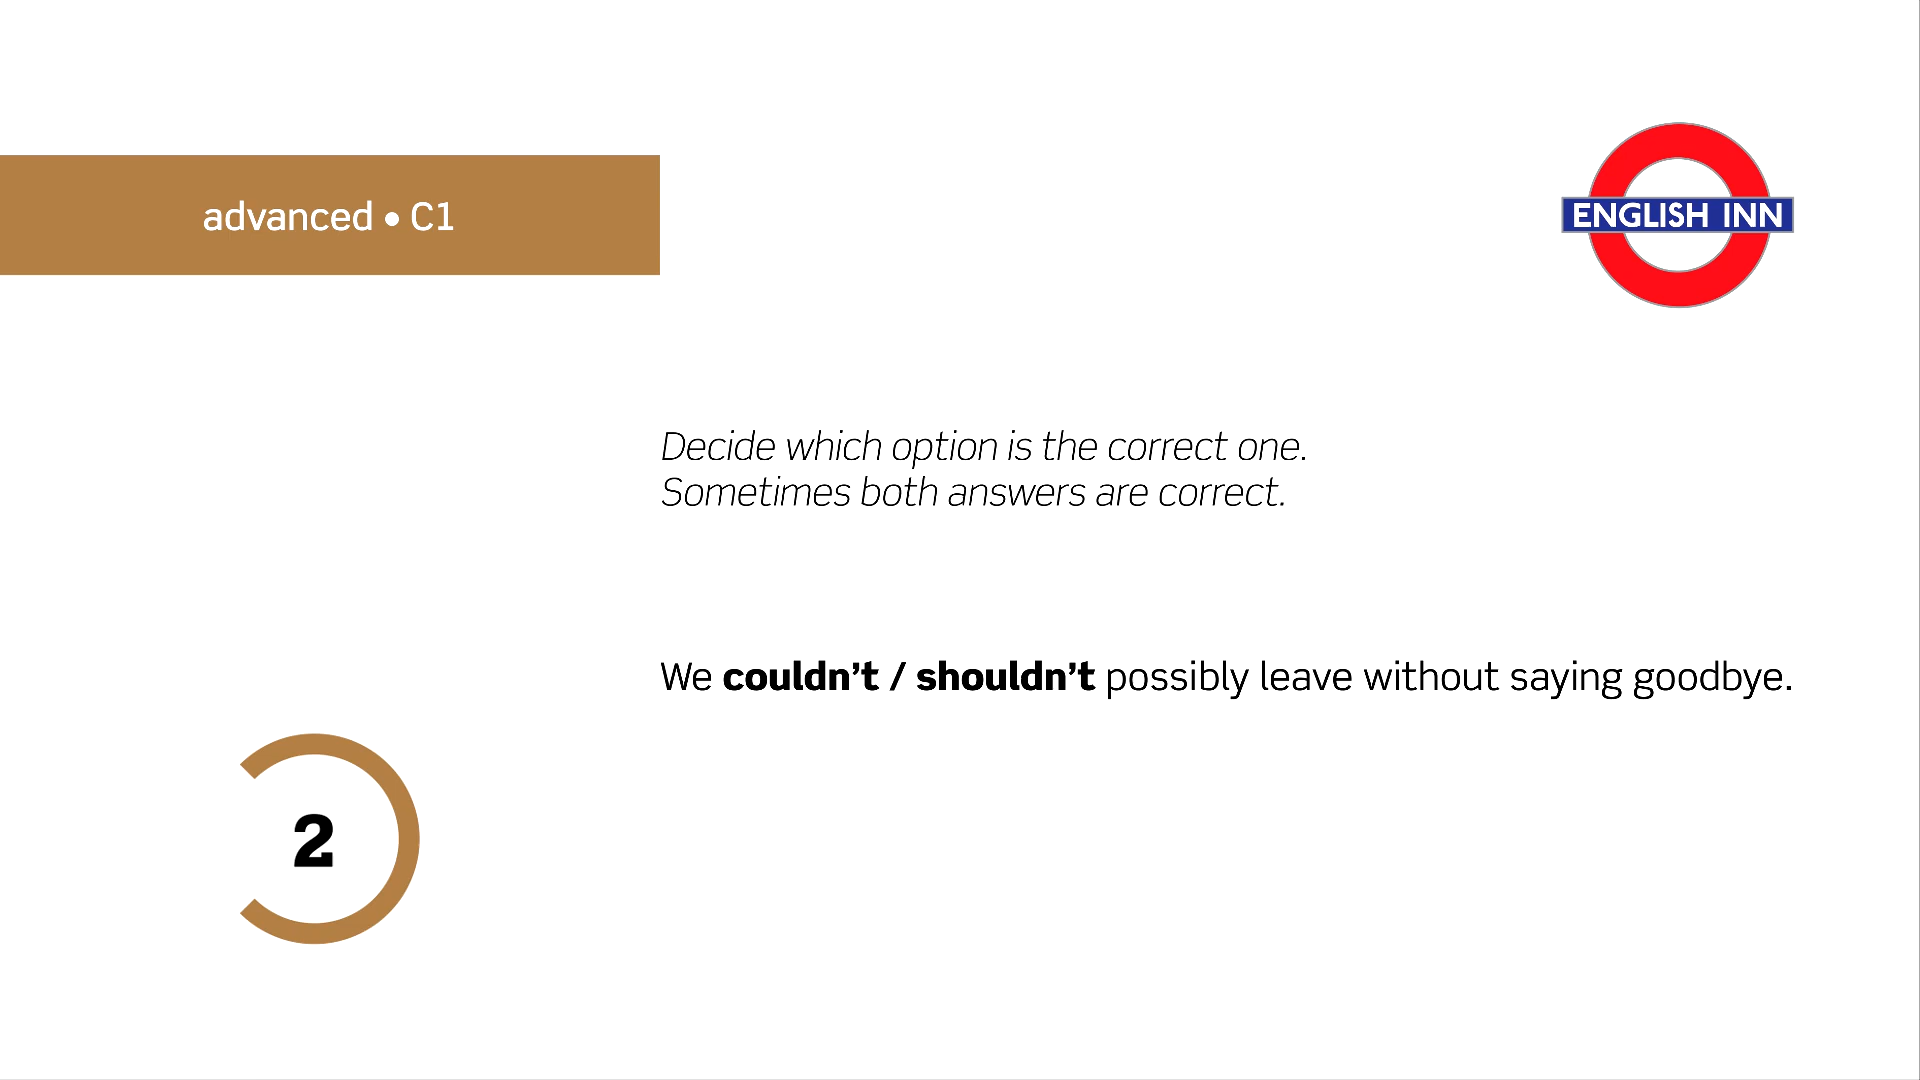 advanced • C1
ENGLISH INN
Decide which option is the correct one.
Sometimes both answers are correct.
We couldn’t / shouldn’t possibly leave without saying goodbye.
2